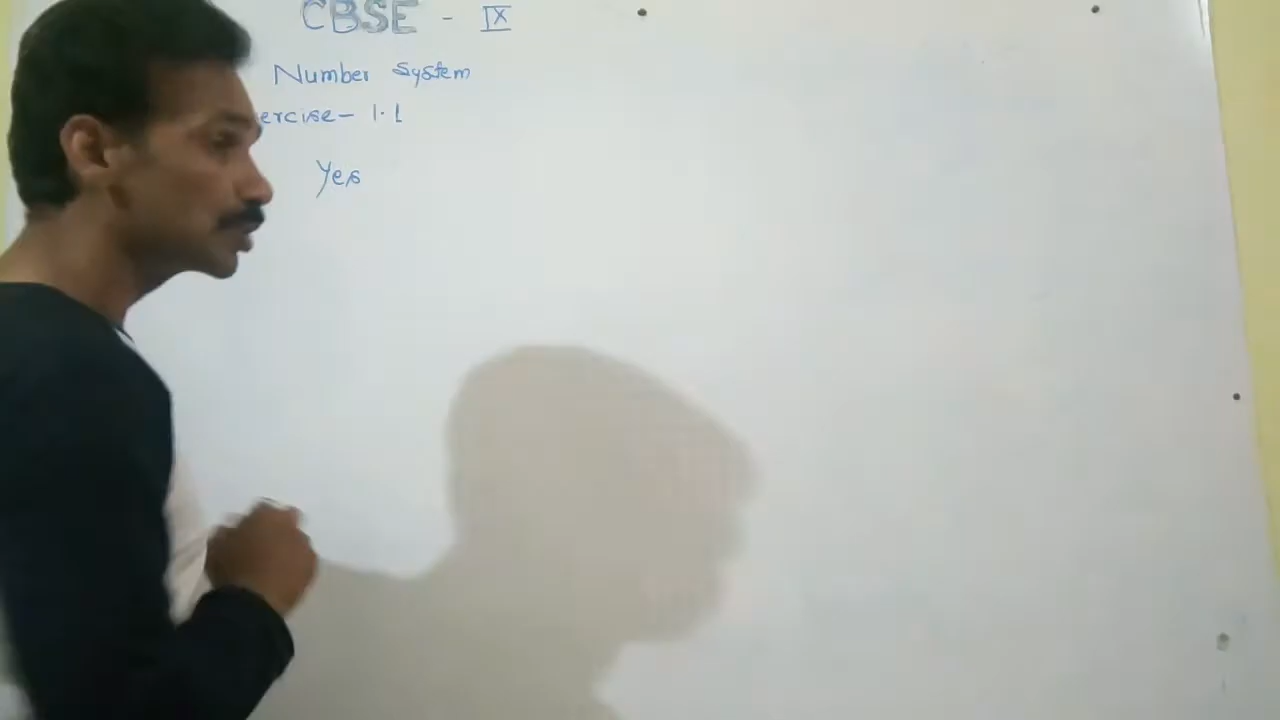 CBSE - IX
Number System
ercise- 1.1
Yes